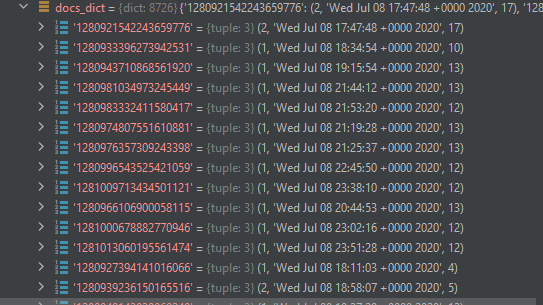 docs_dict = {dict: 8726} {'1280921542243659776': (2, 'Wed Jul 08 17:47:48 +0000 2020', 17), '128
'1280921542243659776' = {tuple: 3} (2, 'Wed Jul 08 17:47:48 +0000 2020', 17)
'1280933396273942531' = {tuple: 3} (1, 'Wed Jul 08 18:34:54 +0000 2020', 10)
'1280943710868561920' = {tuple: 3} (1, 'Wed Jul 08 19:15:54 +0000 2020', 13)
'1280981034973245449' = {tuple: 3} (1, 'Wed Jul 08 21:44:12 +0000 2020', 13)
'1280983332411580417' = {tuple: 3} (1, 'Wed Jul 08 21:53:20 +0000 2020', 12)
'1280974807551610881' = {tuple: 3} (1, 'Wed Jul 08 21:19:28 +0000 2020', 13)
'1280976357309243398' = {tuple: 3} (1, 'Wed Jul 08 21:25:37 +0000 2020', 13)
'1280996543525421059' = {tuple: 3} (1, 'Wed Jul 08 22:45:50 +0000 2020', 12)
'1281009713434501121' = {tuple: 3} (1, 'Wed Jul 08 23:38:10 +0000 2020', 12)
'1280966106900058115' = {tuple: 3} (1, 'Wed Jul 08 20:44:53 +0000 2020', 13)
'1281000678882770946' = {tuple: 3} (1, 'Wed Jul 08 23:02:16 +0000 2020', 12)
'1281013060195561474' = {tuple: 3} (1, 'Wed Jul 08 23:51:28 +0000 2020', 12)
'1280927394141016066' = {tuple: 3} (1, 'Wed Jul 08 18:11:03 +0000 2020', 4)
'1280939236150165516' = {tuple: 3} (2, 'Wed Jul 08 18:58:07 +0000 2020', 5)